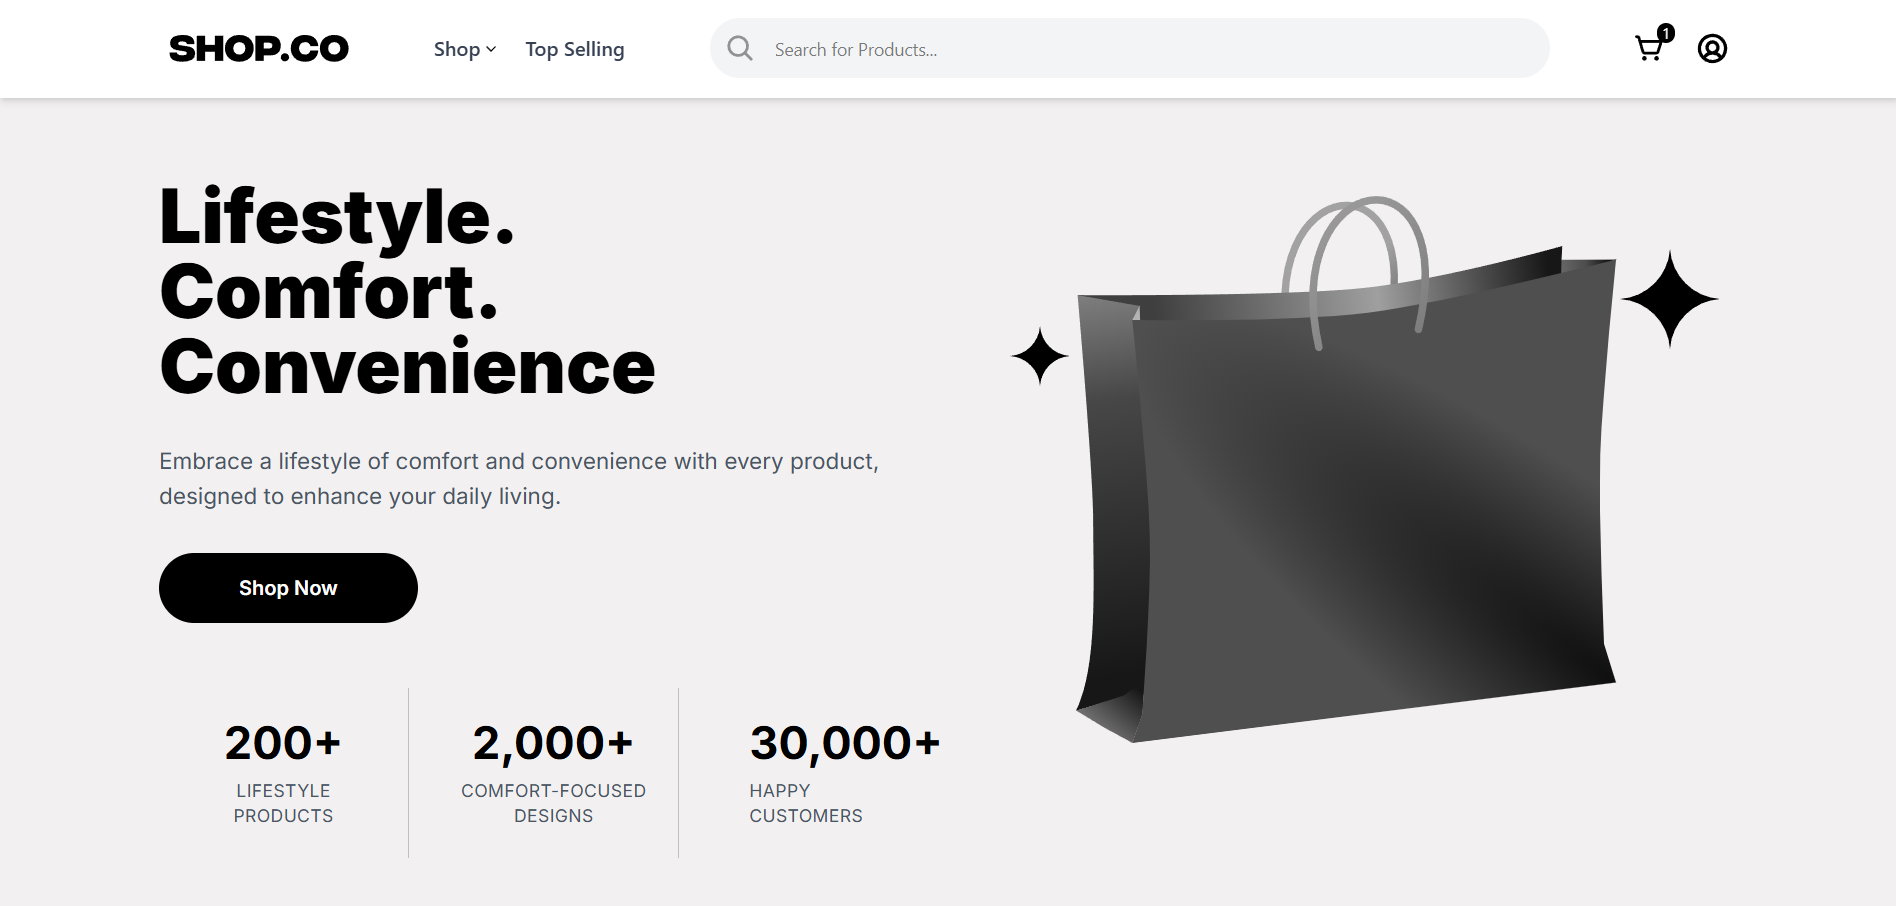 SHOP.CO
Shop
Top Selling
Search for Products...
1
Lifestyle.
Comfort.
Convenience
Embrace a lifestyle of comfort and convenience with every product,
designed to enhance your daily living.
Shop Now
200+
LIFESTYLE
PRODUCTS
2,000+
COMFORT-FOCUSED
DESIGNS
30,000+
HAPPY
CUSTOMERS